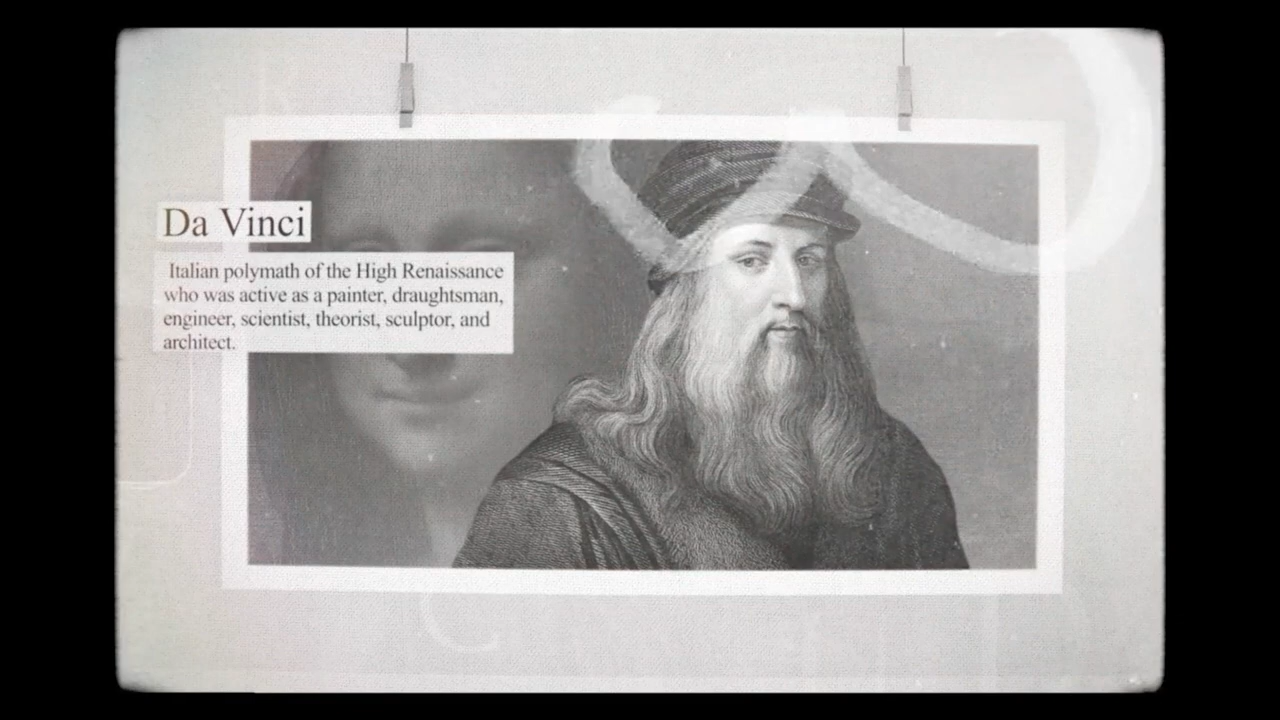 Da Vinci
Italian polymath of the High Renaissance
who was active as a painter, draughtsman,
engineer, scientist, theorist, sculptor, and
architect.